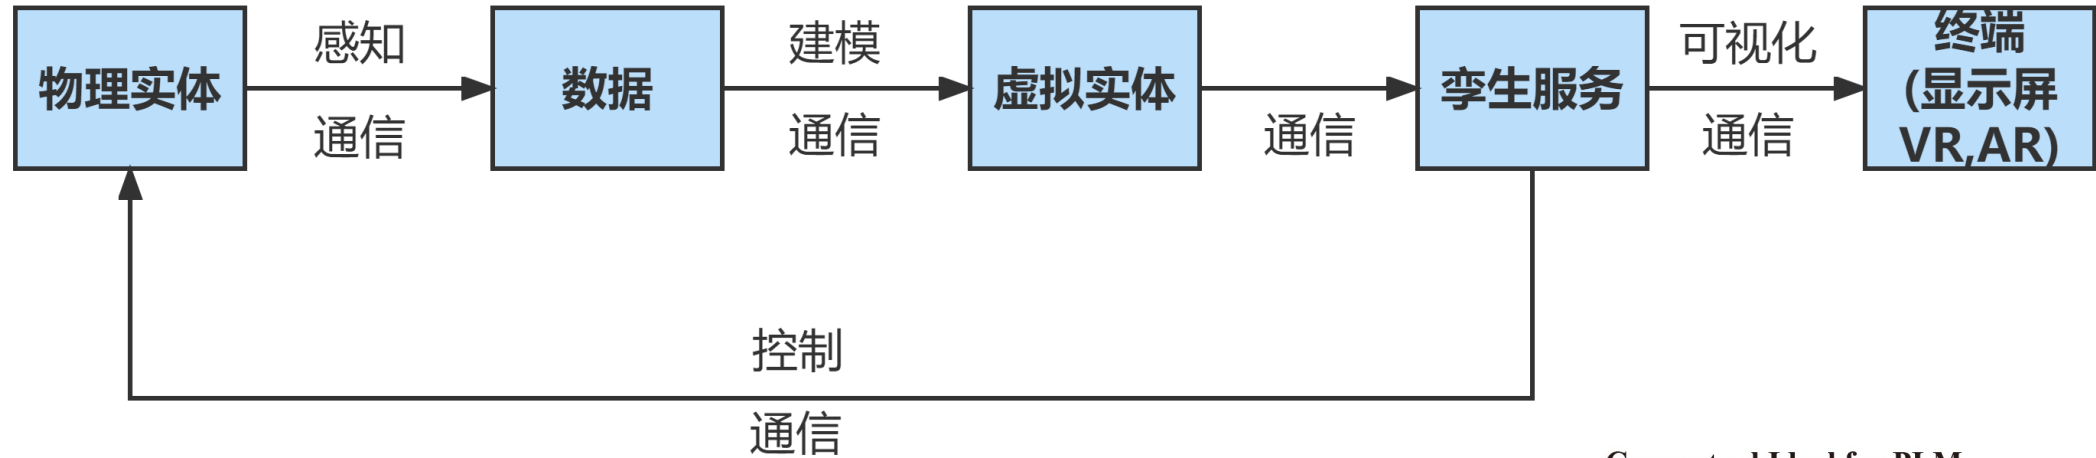 物理实体
感知
通信
数据
建模
通信
虚拟实体
通信
孪生服务
可视化
通信
终端
(显示屏
VR,AR)
控制
通信
for PLM